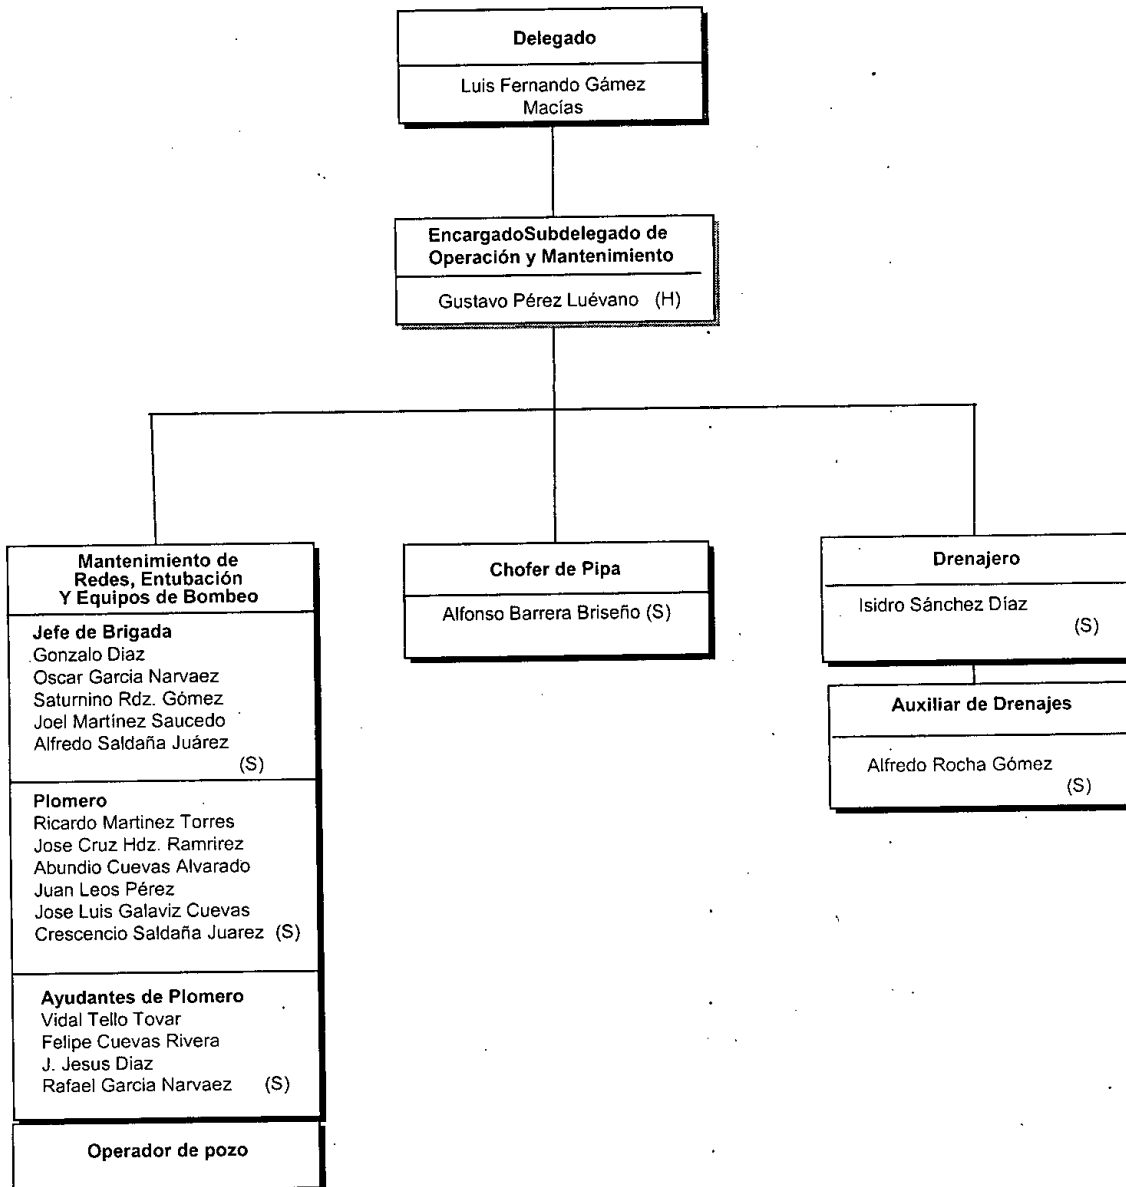 Delegado
Luis Fernando Gámez
Macías
EncargadoSubdelegado de
Operación y Mantenimiento
Gustavo Pérez Luévano (H)
Mantenimiento de
Redes, Entubación
Y Equipos de Bombeo
Jefe de Brigada
Gonzalo Diaz
Oscar Garcia Narvaez
Saturnino Rdz. Gómez
Joel Martínez Saucedo
Alfredo Saldaña Juárez
(S)
Plomero
Ricardo Martinez Torres
Jose Cruz Hdz. Ramrirez
Abundio Cuevas Alvarado
Juan Leos Pérez
Jose Luis Galaviz Cuevas
Crescencio Saldaña Juarez (S)
Ayudantes de Plomero
Vidal Tello Tovar
Felipe Cuevas Rivera
J. Jesus Diaz
Rafael Garcia Narvaez (S)
Operador de pozo
Chofer de Pipa
Alfonso Barrera Briseño (S)
Drenajero
Isidro Sánchez Díaz
(S)
Auxiliar de Drenajes
Alfredo Rocha Gómez
(S)